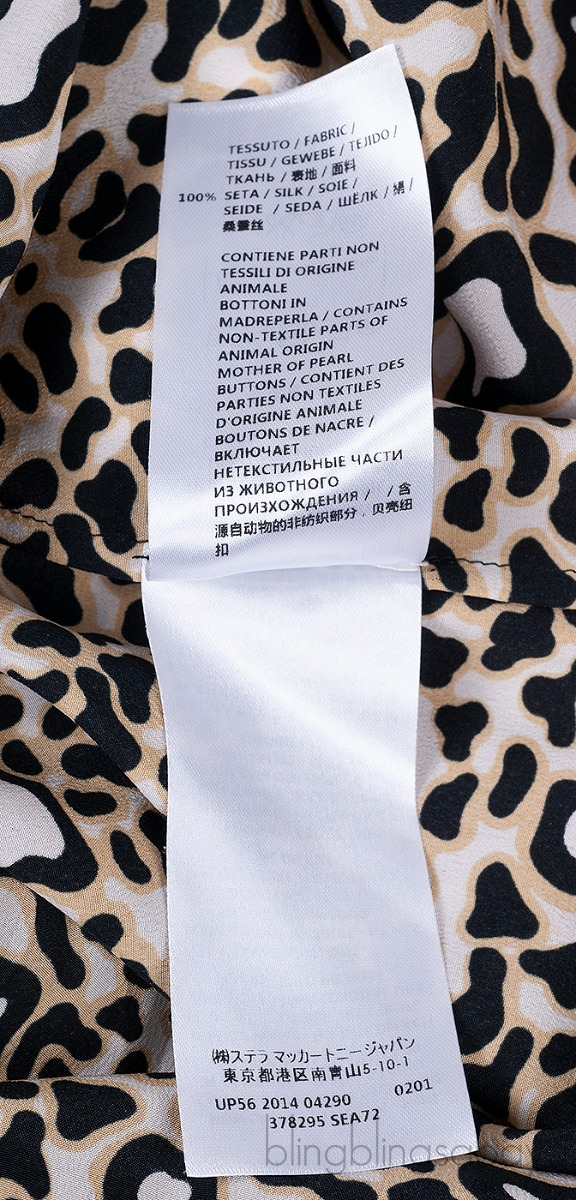 TESSUTO / FABRIC /
TISSU / GEWEBE / TEJIDO /
ТКАНЬ / 表地 / 面料
100% SETA / SILK / SOIE /
SEIDE / SEDA / ШЁЛК / 絹 /
桑蚕丝
CONTIENE PARTI NON
TESSILI DI ORIGINE
ANIMALE
BOTTONI IN
MADREPERLA / CONTAINS
NON-TEXTILE PARTS OF
ANIMAL ORIGIN
MOTHER OF PEARL
BUTTONS / CONTIENT DES
PARTIES NON TEXTILES
D'ORIGINE ANIMALE
BOUTONS DE NACRE /
ВКЛЮЧАЕТ
НЕТЕКСТИЛЬНЫЕ ЧАСТИ
ИЗ ЖИВОТНОГО
ПРОИЗХОЖДЕНИЯ / / 含
源自动物的非纺织部分﹐贝壳纽
扣
㈱ステラ マッカートニージャパン
東京都港区南青山5-10-1
UP56 2014 04290 0201
378295 SEA72